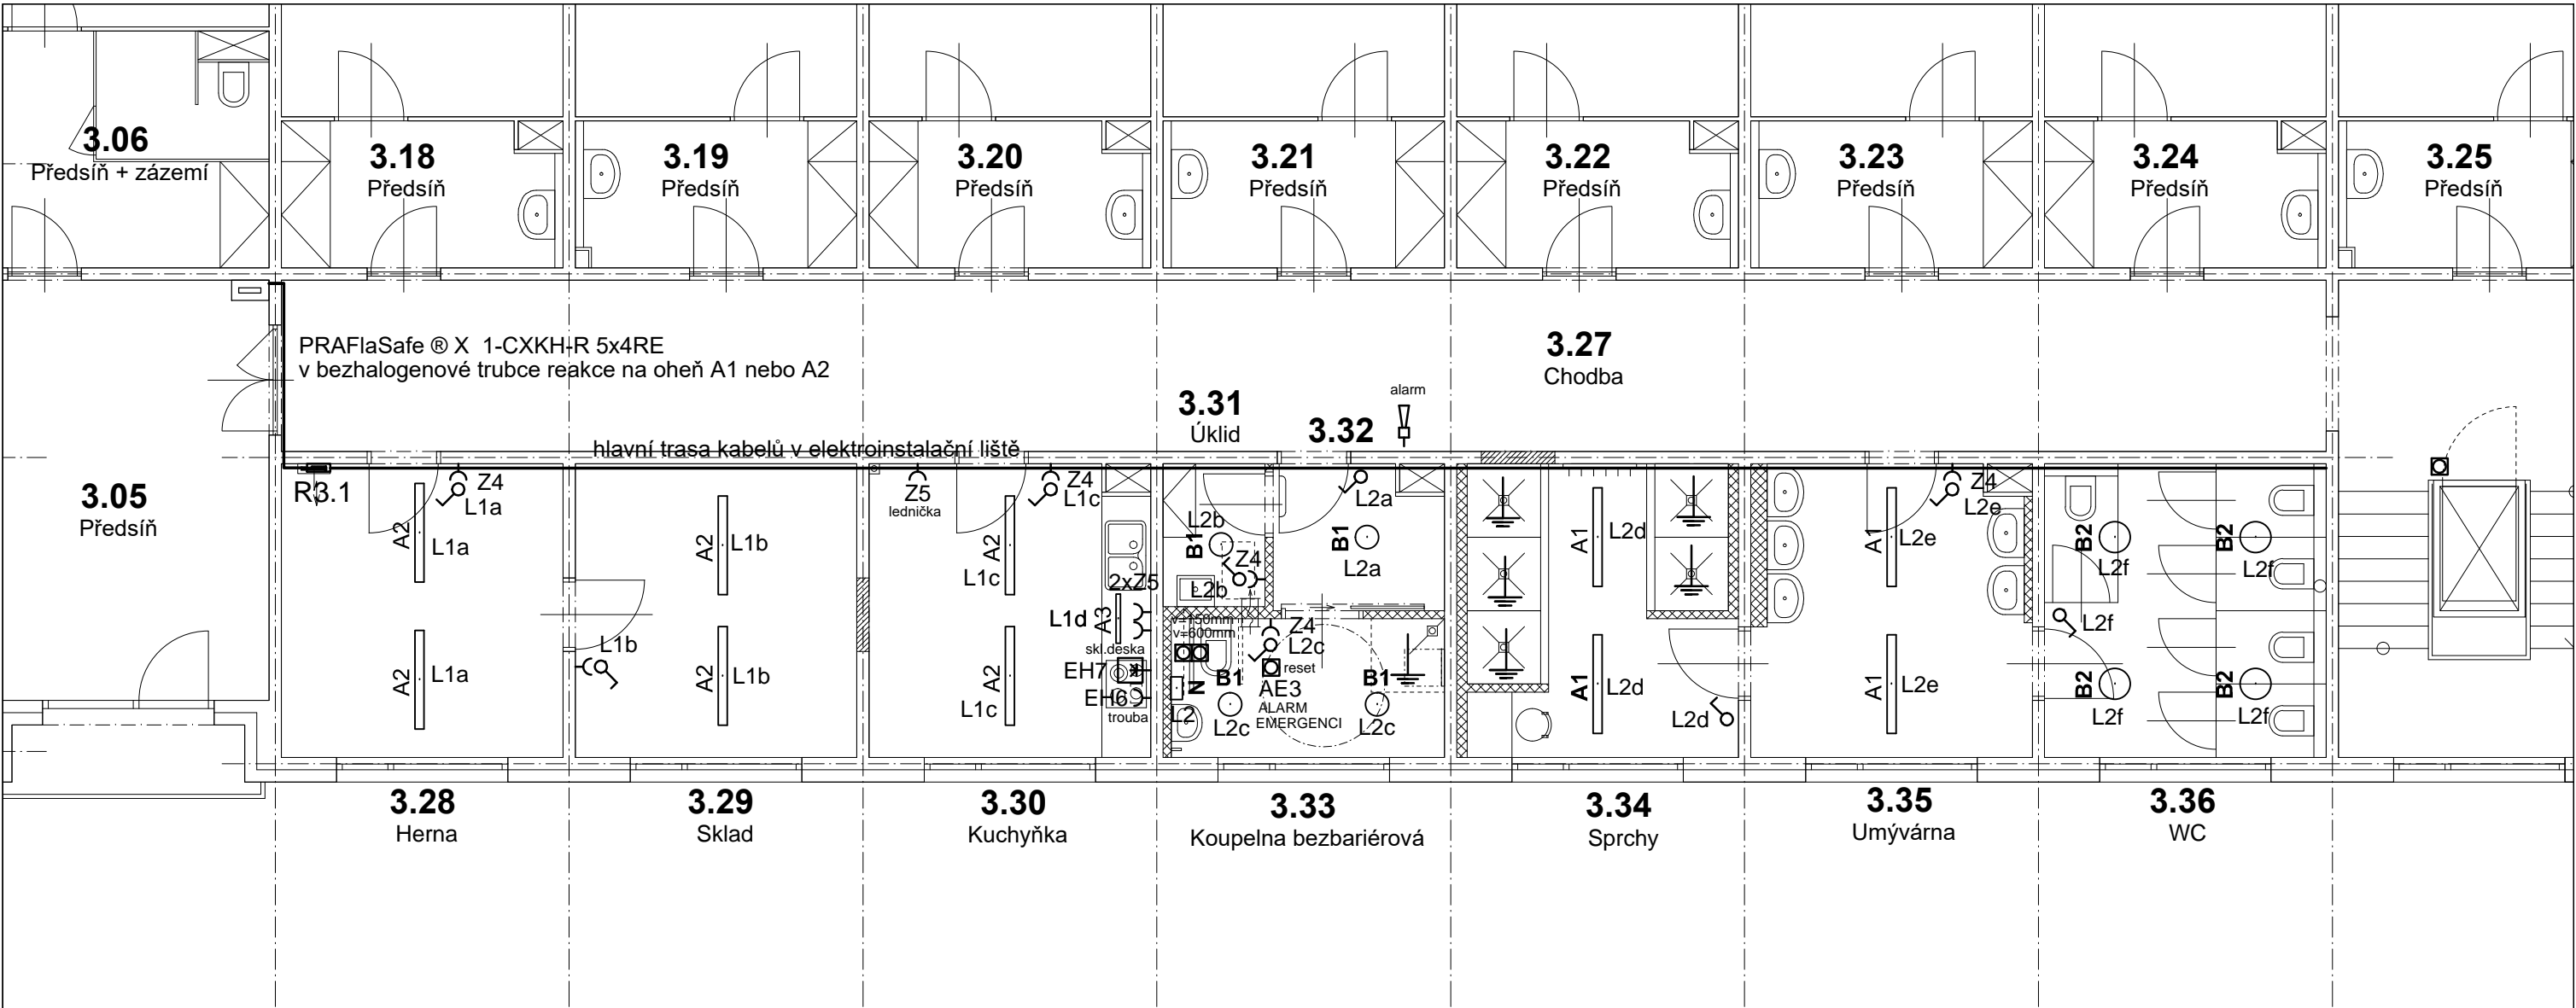 3.06
Předsíň + zázemí
3.18
Předsíň
3.19
Předsíň
3.20
Předsíň
3.21
Předsíň
3.22
Předsíň
3.23
Předsíň
3.24
Předsíň
3.25
Předsíň
PRAFlaSafe ® X 1-CXKH-R 5x4RE
v bezhalogenové trubce reakce na oheň A1 nebo A2
3.27
Chodba
alarm
3.31
Úklid
3.32
hlavní trasa kabelů v elektroinstalační liště
3.05
Předsíň
R3.1
Z4
L1a
A2
L1a
A2
L1a
A2
L1b
L1b
A2
L1b
Z5
lednička
Z4
L1c
A2
L1c
A2
L1c
2xZ5
L1d
A3
skl.deska
EH7
EH6
trouba
L2b
B1
Z4
L2b
L2a
B1
L2a
v=150mm
v=600mm
Z4
L2c
reset
N
L2
B1
L2c
AE3
ALARM
EMERGENCI
B1
L2c
A1
L2d
A1
L2d
L2d
Z4
L2e
A1
L2e
A1
L2e
B2
L2f
B2
L2f
L2f
B2
L2f
B2
L2f
3.28
Herna
3.29
Sklad
3.30
Kuchyňka
3.33
Koupelna bezbariérová
3.34
Sprchy
3.35
Umývárna
3.36
WC